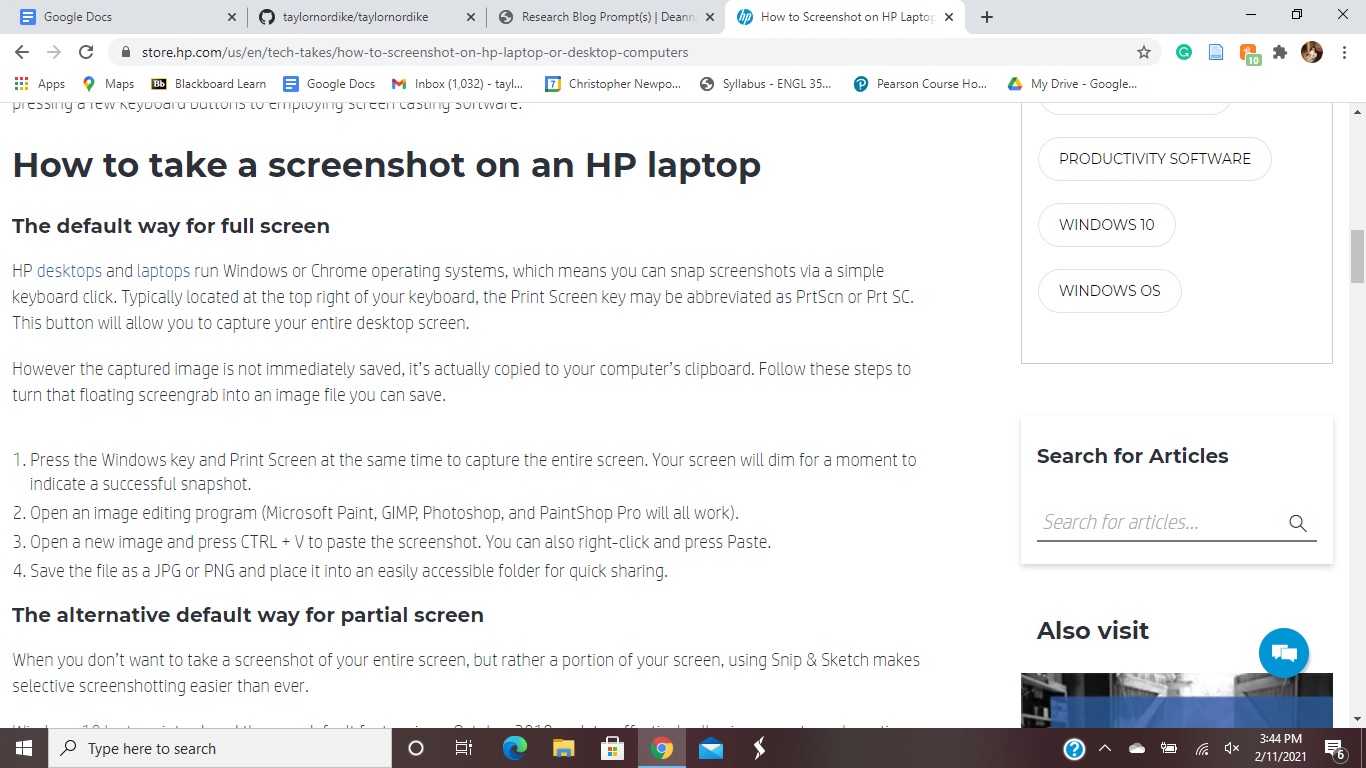 Google Docs
taylornordike/taylornordike
Research Blog Prompt(s) | Deann
How to Screenshot on HP Laptop
store.hp.com/us/en/tech-takes/how-to-screenshot-on-hp-laptop-or-desktop-computers
10
Apps
Maps
Bb Blackboard Learn
Google Docs
Inbox (1,032) - tayl...
7 Christopher Newpo...
Syllabus - ENGL 35...
Pearson Course Ho...
My Drive - Google...
pressing a few keyboard buttons to employing screen casting software.
How to take a screenshot on an HP laptop
The default way for full screen
HP desktops and laptops run Windows or Chrome operating systems, which means you can snap screenshots via a simple
keyboard click. Typically located at the top right of your keyboard, the Print Screen key may be abbreviated as PrtScn or Prt SC.
This button will allow you to capture your entire desktop screen.
However the captured image is not immediately saved, it’s actually copied to your computer’s clipboard. Follow these steps to
turn that floating screengrab into an image file you can save.
1. Press the Windows key and Print Screen at the same time to capture the entire screen. Your screen will dim for a moment to
indicate a successful snapshot.
2. Open an image editing program (Microsoft Paint, GIMP, Photoshop, and PaintShop Pro will all work).
3. Open a new image and press CTRL + V to paste the screenshot. You can also right-click and press Paste.
4. Save the file as a JPG or PNG and place it into an easily accessible folder for quick sharing.
The alternative default way for partial screen
When you don’t want to take a screenshot of your entire screen, but rather a portion of your screen, using Snip & Sketch makes
selective screenshotting easier than ever.
PRODUCTIVITY SOFTWARE
WINDOWS 10
WINDOWS OS
Search for Articles
Search for articles...
Also visit
Type here to search
3:44 PM
2/11/2021
6